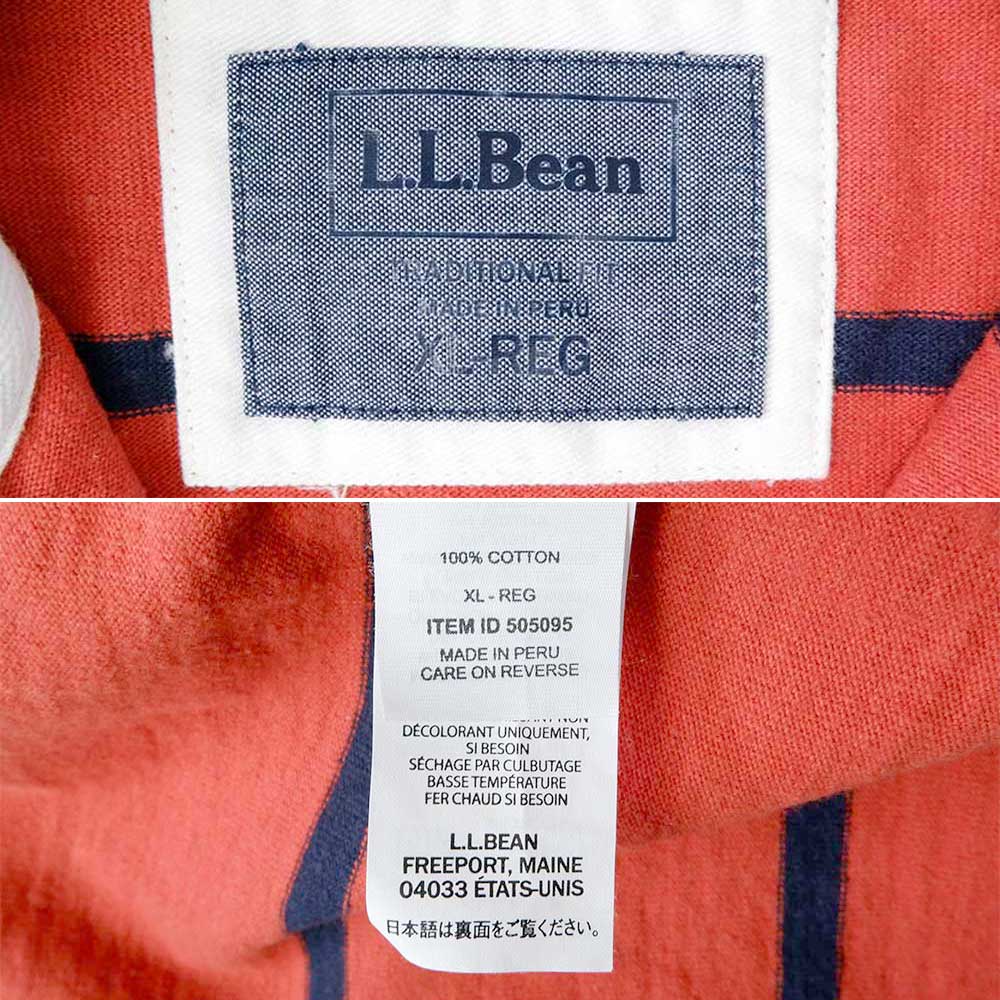 L.L.Bean
TRADITIONAL FIT
MADE IN PERU
XL-REG
100% COTTON
XL - REG
ITEM ID 505095
MADE IN PERU
CARE ON REVERSE
NON
DÉCOLORANT UNIQUEMENT,
SI BESOIN
SÉCHAGE PAR CULBUTAGE
BASSE TEMPÉRATURE
FER CHAUD SI BESOIN
L.L.BEAN
FREEPORT, MAINE
04033 ÉTATS-UNIS
日本語は裏面をご覧ください。